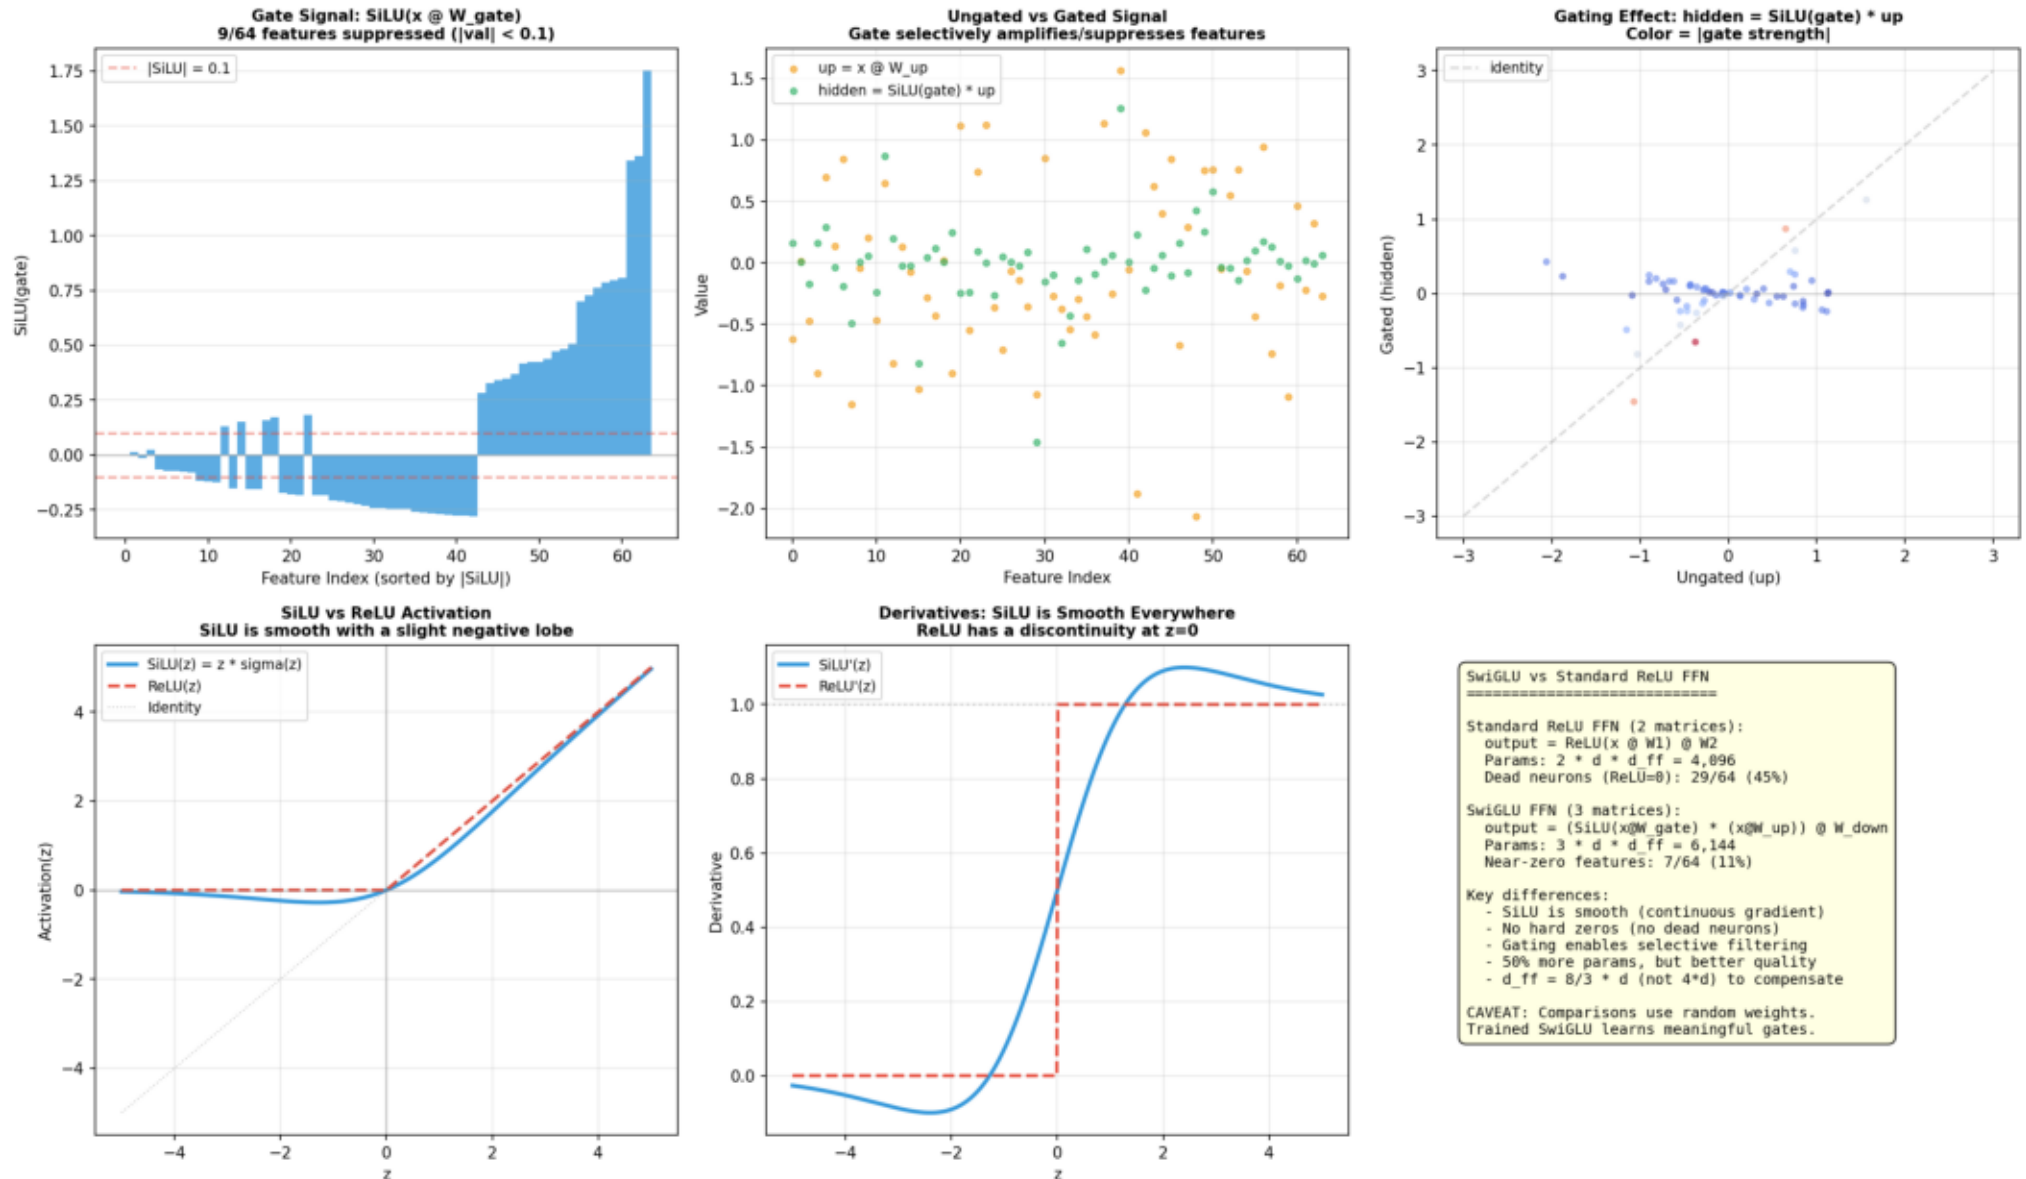 Gate Signal: SiLU(x @ W_gate)
9/64 features suppressed (|val| < 0.1)
|SiLU| = 0.1
1.75
1.50
1.25
1.00
0.75
0.50
0.25
0.00
−0.25
SiLU(gate)
0 10 20 30 40 50 60
Feature Index (sorted by |SiLU|)
Ungated vs Gated Signal
Gate selectively amplifies/suppresses features
up = x @ W_up
hidden = SiLU(gate) * up
1.5
1.0
0.5
0.0
−0.5
−1.0
−1.5
−2.0
Value
0 10 20 30 40 50 60
Feature Index
Gating Effect: hidden = SiLU(gate) * up
Color = |gate strength|
identity
3
2
1
0
−1
−2
−3
Gated (hidden)
−3 −2 −1 0 1 2 3
Ungated (up)
SiLU vs ReLU Activation
SiLU is smooth with a slight negative lobe
SiLU(z) = z * sigma(z)
ReLU(z)
Identity
4
2
0
−2
−4
Activation(z)
−4 −2 0 2 4
z
Derivatives: SiLU is Smooth Everywhere
ReLU has a discontinuity at z=0
SiLU'(z)
ReLU'(z)
1.0
0.8
0.6
0.4
0.2
0.0
Derivative
−4 −2 0 2 4
z
SwiGLU vs Standard ReLU FFN
============================
Standard ReLU FFN (2 matrices):
output = ReLU(x @ W1) @ W2
Params: 2 * d * d_ff = 4,096
Dead neurons (ReLU=0): 29/64 (45%)
SwiGLU FFN (3 matrices):
output = (SiLU(x@W_gate) * (x@W_up)) @ W_down
Params: 3 * d * d_ff = 6,144
Near-zero features: 7/64 (11%)
Key differences:
- SiLU is smooth (continuous gradient)
- No hard zeros (no dead neurons)
- Gating enables selective filtering
- 50% more params, but better quality
- d_ff = 8/3 * d (not 4*d) to compensate
CAVEAT: Comparisons use random weights.
Trained SwiGLU learns meaningful gates.